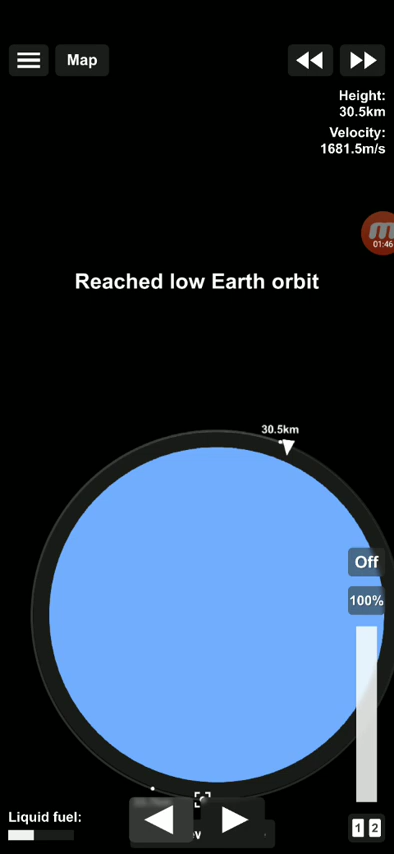 Map
Height:
30.5km
Velocity:
1681.5m/s
01:46
Reached low Earth orbit
30.5km
Off
100%
Liquid fuel:
1 2